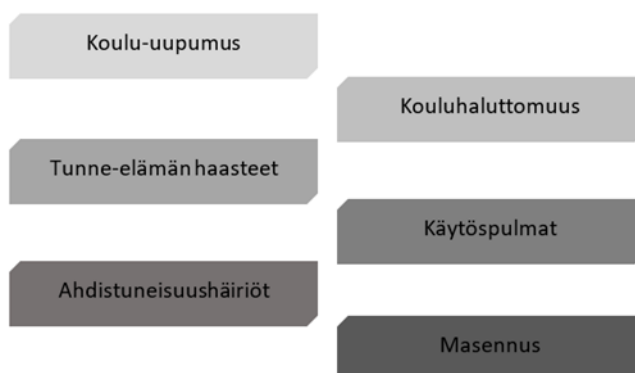 Koulu-uupumus
Kouluhaluttomuus
Tunne-elämän haasteet
Käytöspulmat
Ahdistuneisuushäiriöt
Masennus